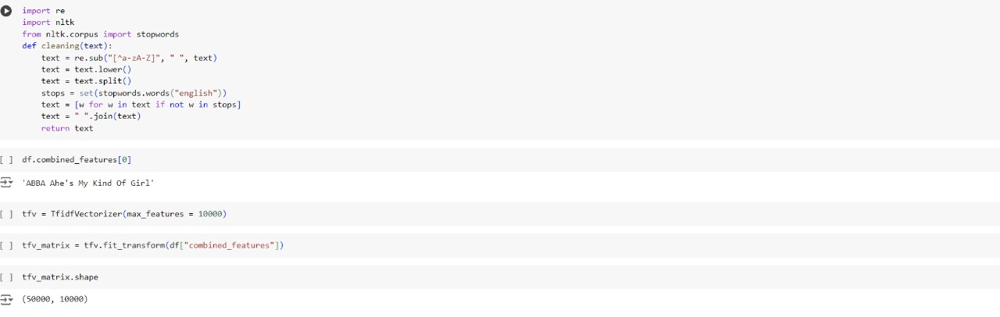 import re
import nltk
from nltk.corpus import stopwords
def cleaning(text):
    text = re.sub("[^a-zA-Z]", " ", text)
    text = text.lower()
    text = text.split()
    stops = set(stopwords.words("english"))
    text = [w for w in text if not w in stops]
    text = " ".join(text)
    return text
[ ] df.combined_features[0]
'ABBA Ahe's My Kind Of Girl'
[ ] tfv = TfidfVectorizer(max_features = 10000)
[ ] tfv_matrix = tfv.fit_transform(df["combined_features"])
[ ] tfv_matrix.shape
(50000, 10000)